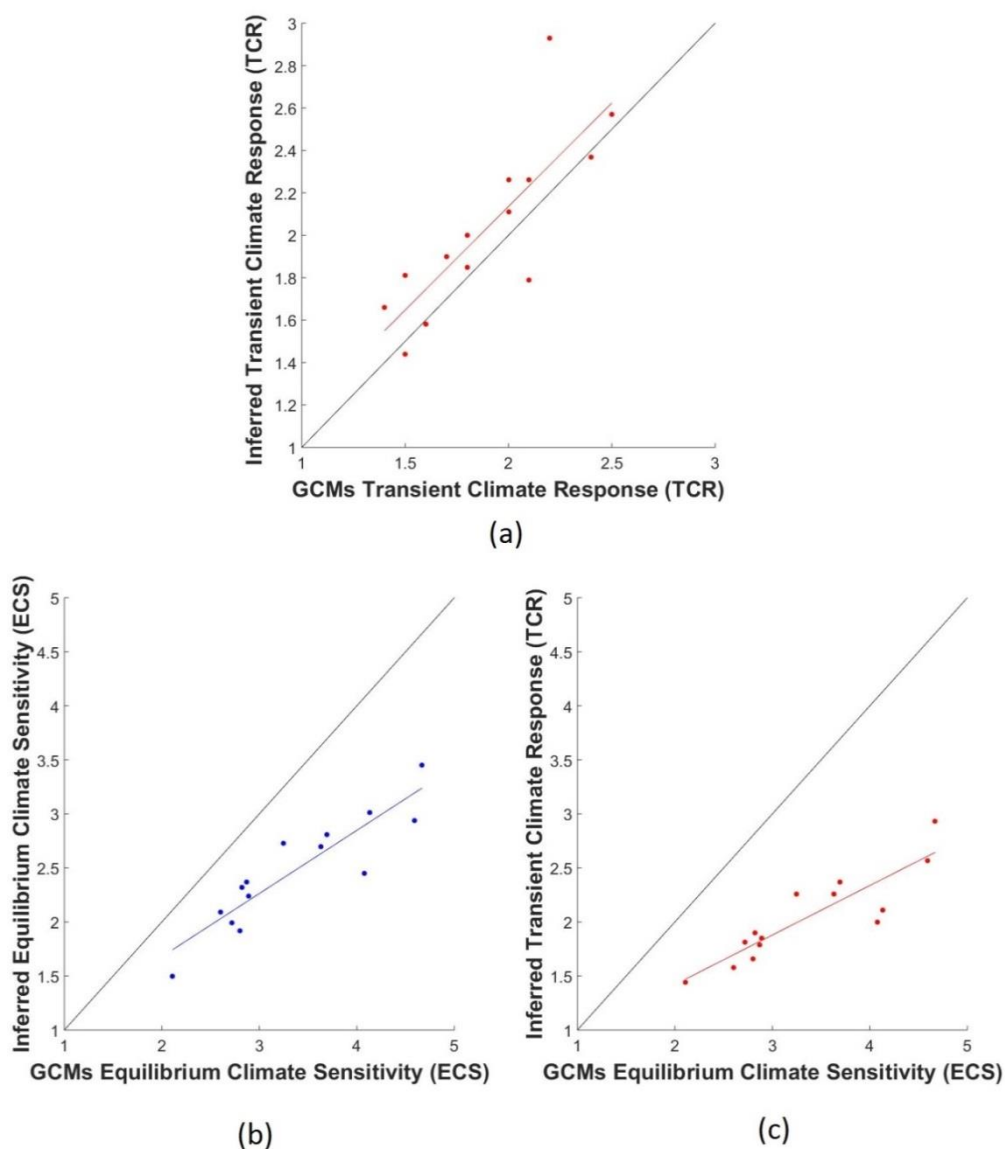 Inferred Transient Climate Response (TCR)
3
2.8
2.6
2.4
2.2
2
1.8
1.6
1.4
1.2
1
1 1.5 2 2.5 3
GCMs Transient Climate Response (TCR)
(a)
Inferred Equilibrium Climate Sensitivity (ECS)
5
4.5
4
3.5
3
2.5
2
1.5
1
1 2 3 4 5
GCMs Equilibrium Climate Sensitivity (ECS)
(b)
Inferred Transient Climate Response (TCR)
5
4.5
4
3.5
3
2.5
2
1.5
1
1 2 3 4 5
GCMs Equilibrium Climate Sensitivity (ECS)
(c)